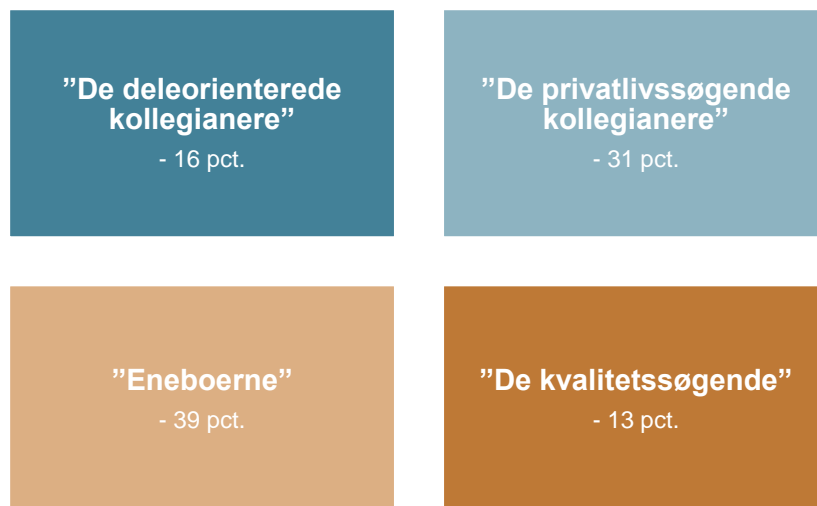 ”De deleorienterede
kollegianere”
- 16 pct.
”De privatlivssøgende
kollegianere”
- 31 pct.
”Eneboerne”
- 39 pct.
”De kvalitetssøgende”
- 13 pct.